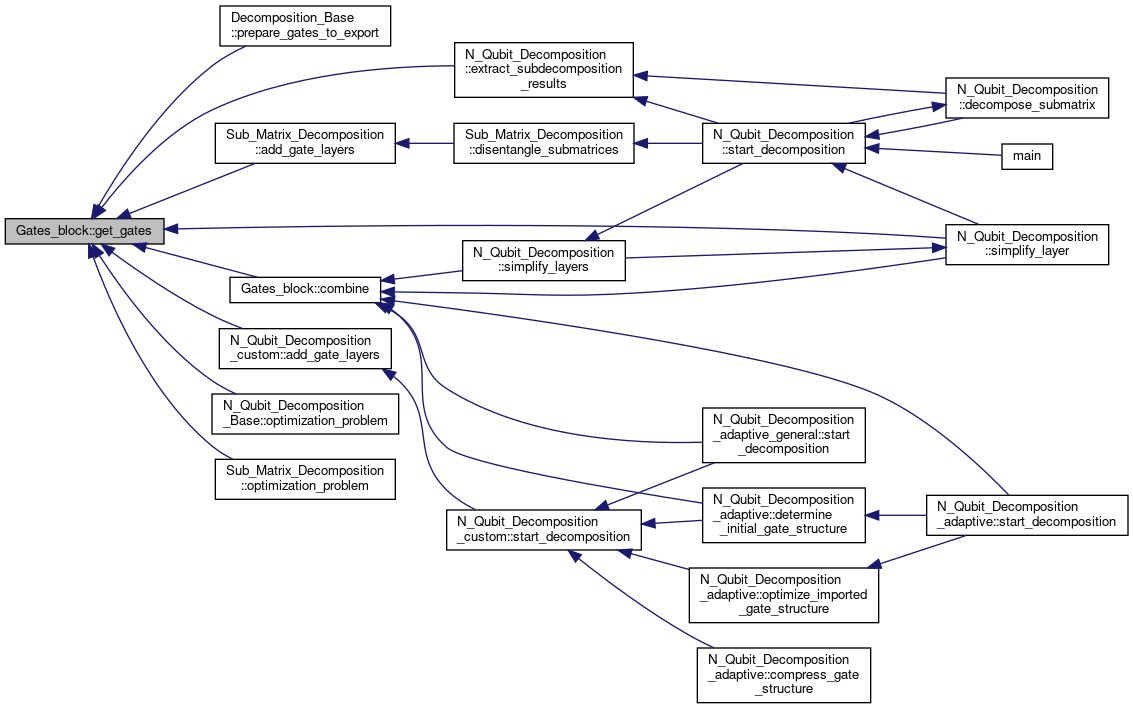 Decomposition_Base
::prepare_gates_to_export
N_Qubit_Decomposition
::extract_subdecomposition
_results
N_Qubit_Decomposition
::decompose_submatrix
Sub_Matrix_Decomposition
::add_gate_layers
Sub_Matrix_Decomposition
::disentangle_submatrices
N_Qubit_Decomposition
::start_decomposition
main
Gates_block::get_gates
N_Qubit_Decomposition
::simplify_layers
N_Qubit_Decomposition
::simplify_layer
Gates_block::combine
N_Qubit_Decomposition
_custom::add_gate_layers
N_Qubit_Decomposition
_Base::optimization_problem
Sub_Matrix_Decomposition
::optimization_problem
N_Qubit_Decomposition
_adaptive_general::start
_decomposition
N_Qubit_Decomposition
_custom::start_decomposition
N_Qubit_Decomposition
_adaptive::determine
_initial_gate_structure
N_Qubit_Decomposition
_adaptive::start_decomposition
N_Qubit_Decomposition
_adaptive::optimize_imported
_gate_structure
N_Qubit_Decomposition
_adaptive::compress_gate
_structure